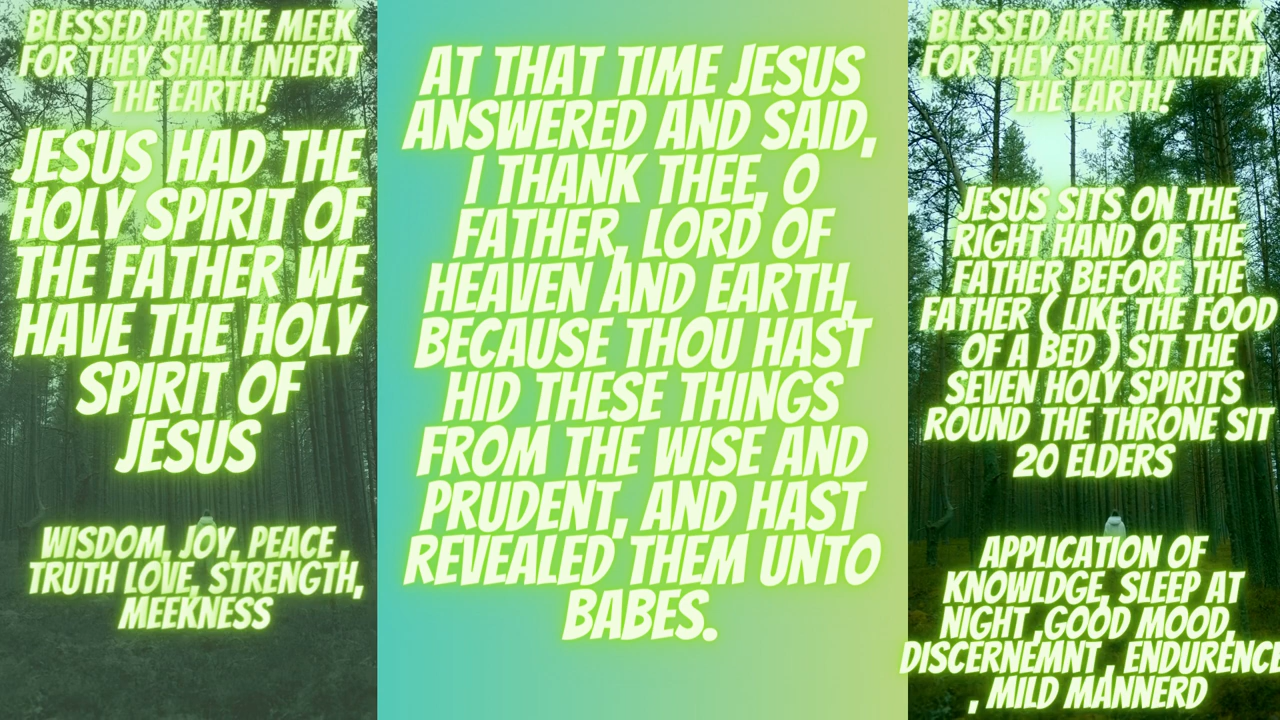 BLESSED ARE THE MEEK
FOR THEY SHALL INHERIT
THE EARTH!
JESUS HAD THE
HOLY SPIRIT OF
THE FATHER WE
HAVE THE HOLY
SPIRIT OF
JESUS
WISDOM, JOY, PEACE ,
TRUTH LOVE, STRENGTH,
MEEKNESS
AT THAT TIME JESUS
ANSWERED AND SAID,
I THANK THEE, O
FATHER, LORD OF
HEAVEN AND EARTH,
BECAUSE THOU HAST
HID THESE THINGS
FROM THE WISE AND
PRUDENT, AND HAST
REVEALED THEM UNTO
BABES.
BLESSED ARE THE MEEK
FOR THEY SHALL INHERIT
THE EARTH!
JESUS SITS ON THE
RIGHT HAND OF THE
FATHER BEFORE THE
FATHER ( LIKE THE FOOD
OF A BED ) SIT THE
SEVEN HOLY SPIRITS
ROUND THE THRONE SIT
20 ELDERS
APPLICATION OF
KNOWLDGE, SLEEP AT
NIGHT ,GOOD MOOD,
DISCERNEMNT , ENDURENCE
, MILD MANNERD